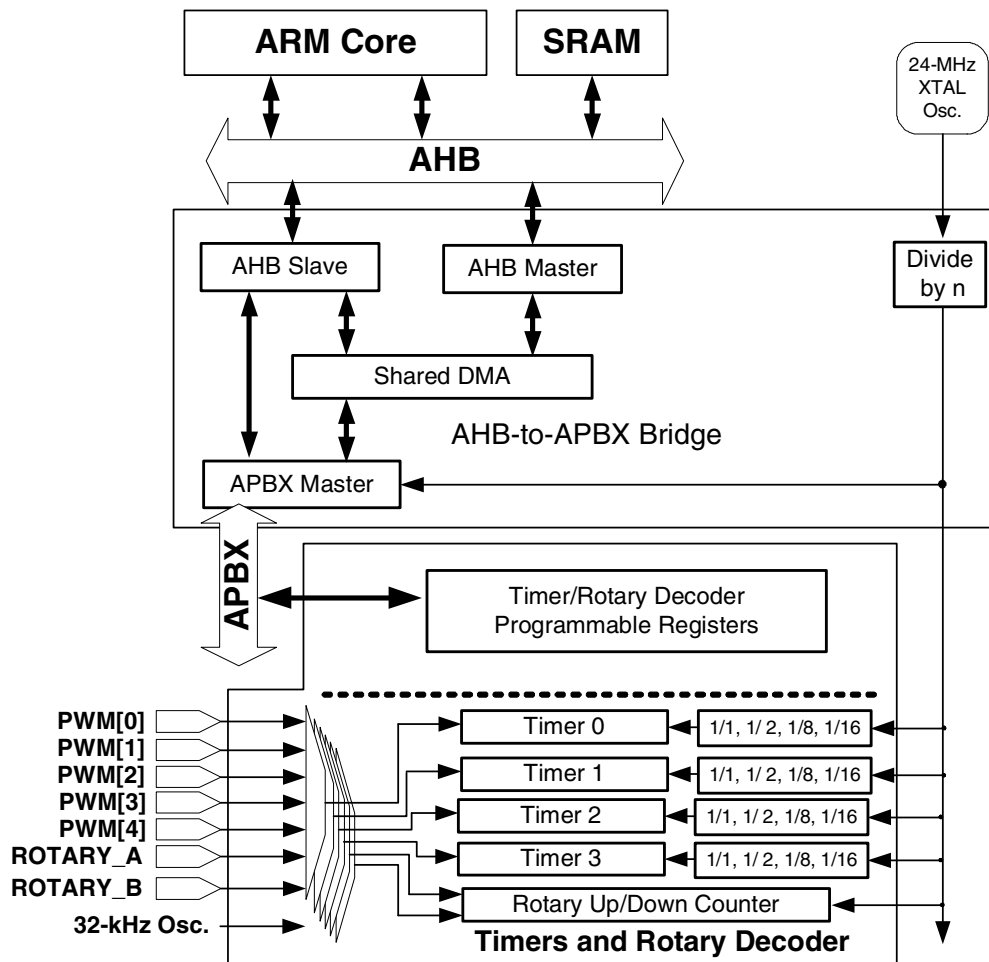 ARM Core
SRAM
24-MHz
XTAL
Osc.
AHB
AHB Slave
AHB Master
Divide
by n
Shared DMA
AHB-to-APBX Bridge
APBX Master
APBX
Timer/Rotary Decoder
Programmable Registers
PWM[0]
PWM[1]
PWM[2]
PWM[3]
PWM[4]
ROTARY_A
ROTARY_B
32-kHz Osc.
Timer 0
1/1, 1/ 2, 1/8, 1/16
Timer 1
1/1, 1/ 2, 1/8, 1/16
Timer 2
1/1, 1/ 2, 1/8, 1/16
Timer 3
1/1, 1/ 2, 1/8, 1/16
Rotary Up/Down Counter
Timers and Rotary Decoder